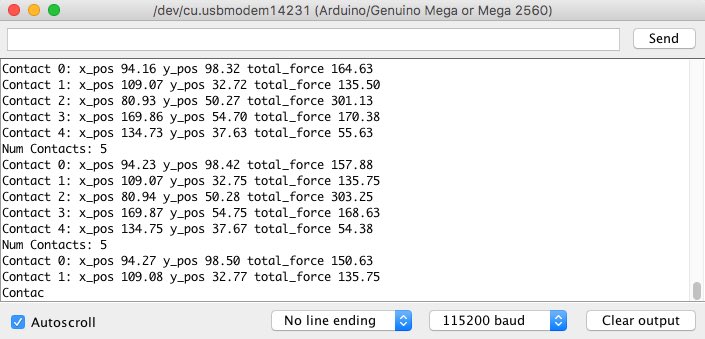 /dev/cu.usbmodem14231 (Arduino/Genuino Mega or Mega 2560)
Send
Contact 0: x_pos 94.16 y_pos 98.32 total_force 164.63
Contact 1: x_pos 109.07 y_pos 32.72 total_force 135.50
Contact 2: x_pos 80.93 y_pos 50.27 total_force 301.13
Contact 3: x_pos 169.86 y_pos 54.70 total_force 170.38
Contact 4: x_pos 134.73 y_pos 37.63 total_force 55.63
Num Contacts: 5
Contact 0: x_pos 94.23 y_pos 98.42 total_force 157.88
Contact 1: x_pos 109.07 y_pos 32.75 total_force 135.75
Contact 2: x_pos 80.94 y_pos 50.28 total_force 303.25
Contact 3: x_pos 169.87 y_pos 54.75 total_force 168.63
Contact 4: x_pos 134.75 y_pos 37.67 total_force 54.38
Num Contacts: 5
Contact 0: x_pos 94.27 y_pos 98.50 total_force 150.63
Contact 1: x_pos 109.08 y_pos 32.77 total_force 135.75
Contac
Autoscroll No line ending 115200 baud Clear output